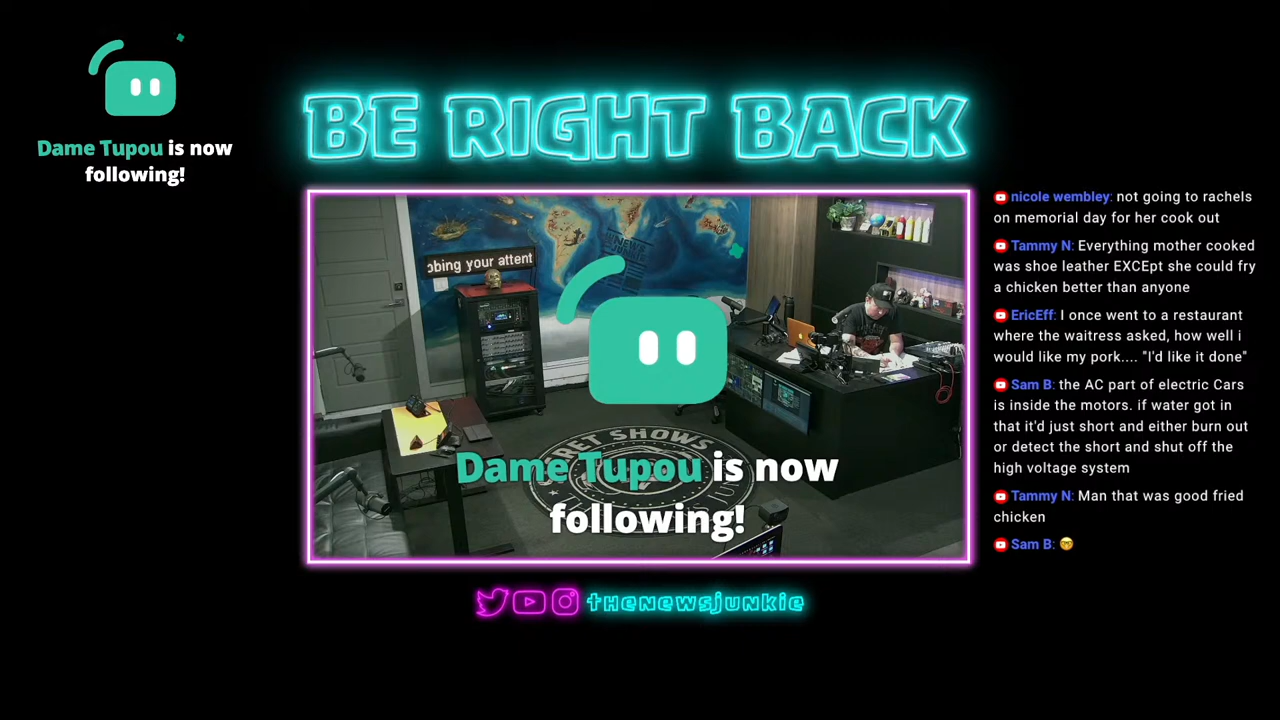 BE RIGHT BACK
Dame Tupou is now
following!
obing your attent
SECRET SHOWS
Dame Tupou is now
following!
nicole wembley: not going to rachels
on memorial day for her cook out
Tammy N: Everything mother cooked
was shoe leather EXCEpt she could fry
a chicken better than anyone
EricEff: I once went to a restaurant
where the waitress asked, how well i
would like my pork.... "I'd like it done"
Sam B: the AC part of electric Cars
is inside the motors. if water got in
that it'd just short and either burn out
or detect the short and shut off the
high voltage system
Tammy N: Man that was good fried
chicken
Sam B: 🤓
thenewsjunkie